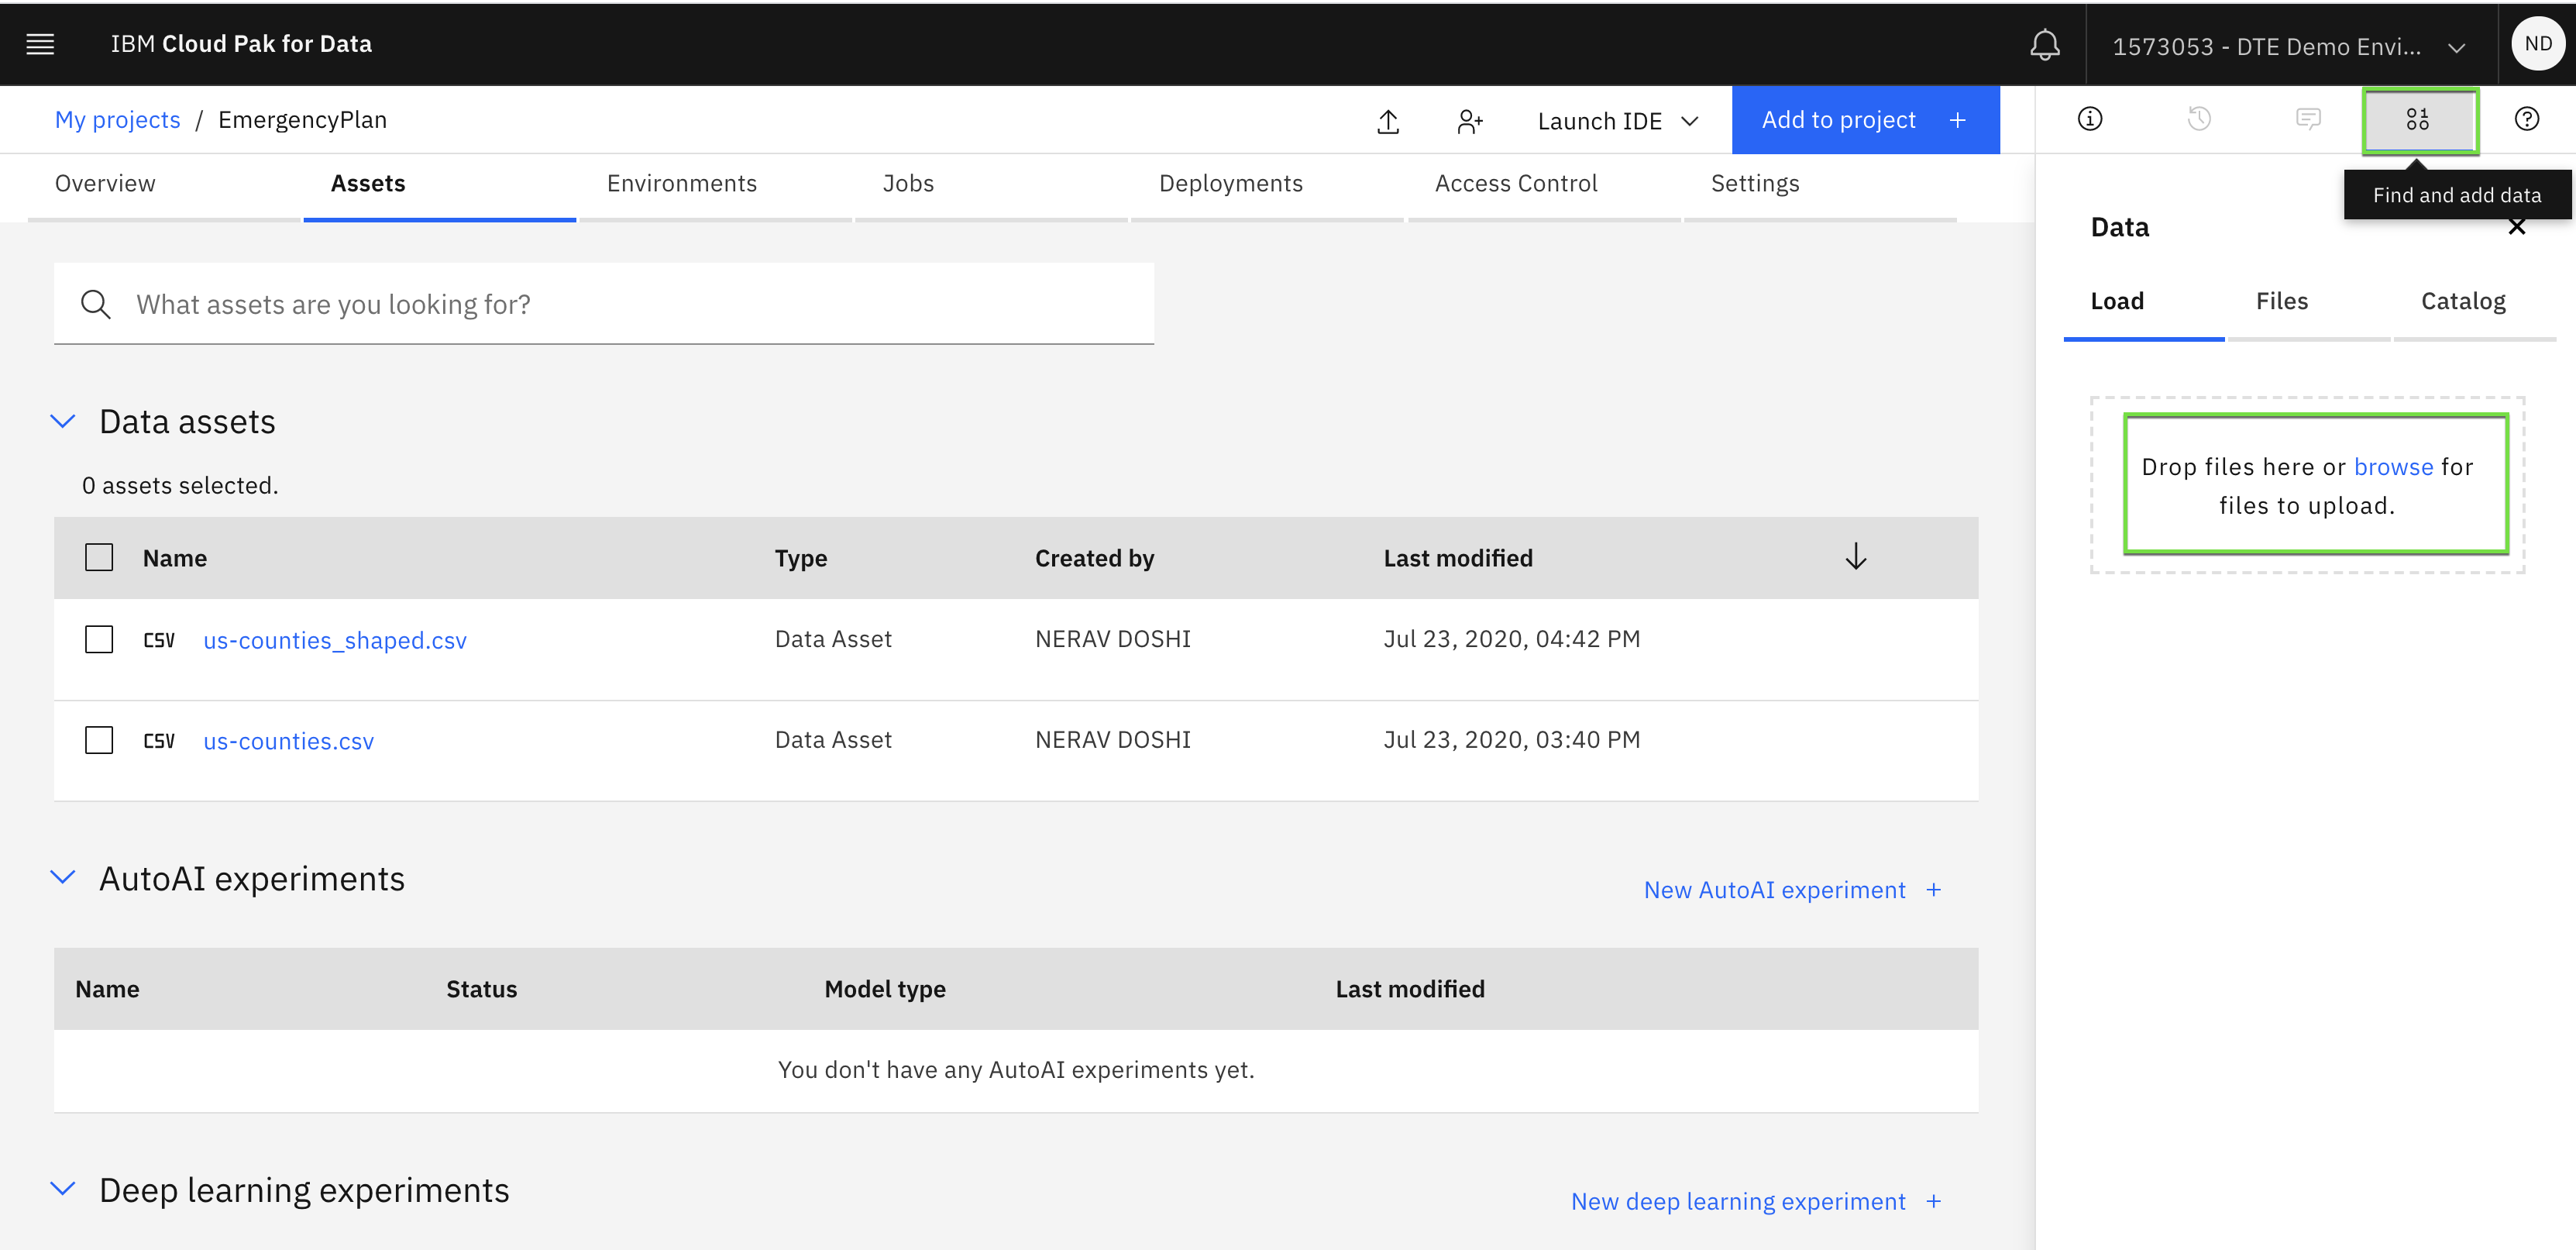 IBM Cloud Pak for Data
1573053 - DTE Demo Envi...
ND
My projects / EmergencyPlan
Launch IDE
Add to project +
Find and add data
Overview
Assets
Environments
Jobs
Deployments
Access Control
Settings
What assets are you looking for?
Data assets
0 assets selected.
Name Type Created by Last modified
CSV us-counties_shaped.csv Data Asset NERAV DOSHI Jul 23, 2020, 04:42 PM
CSV us-counties.csv Data Asset NERAV DOSHI Jul 23, 2020, 03:40 PM
AutoAI experiments
New AutoAI experiment +
Name Status Model type Last modified
You don't have any AutoAI experiments yet.
Deep learning experiments
New deep learning experiment +
Data
Load Files Catalog
Drop files here or browse for
files to upload.